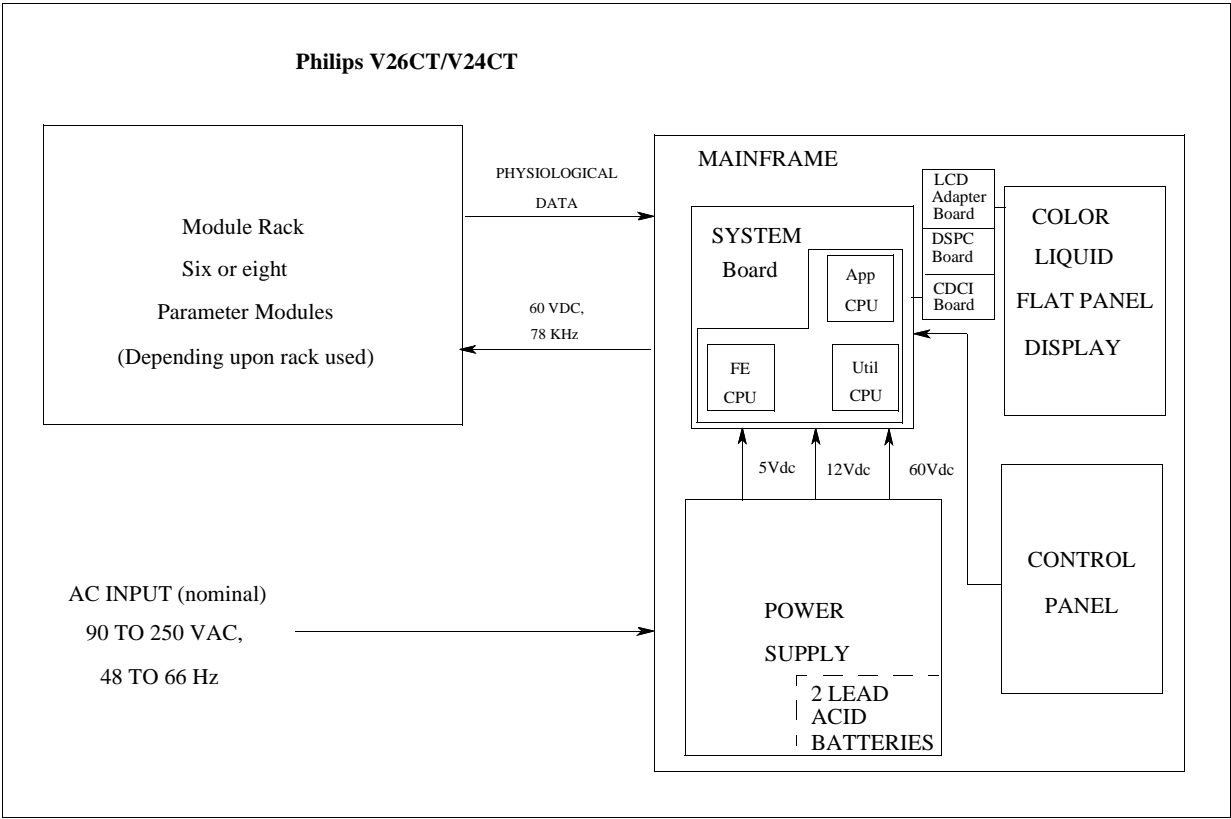 Philips V26CT/V24CT
Module Rack
Six or eight
Parameter Modules
(Depending upon rack used)
PHYSIOLOGICAL
DATA
60 VDC,
78 KHz
AC INPUT (nominal)
90 TO 250 VAC,
48 TO 66 Hz
MAINFRAME
SYSTEM
Board
App
CPU
FE
CPU
Util
CPU
LCD
Adapter
Board
DSPC
Board
CDCI
Board
COLOR
LIQUID
FLAT PANEL
DISPLAY
5Vdc
12Vdc
60Vdc
POWER
SUPPLY
2 LEAD
ACID
BATTERIES
CONTROL
PANEL